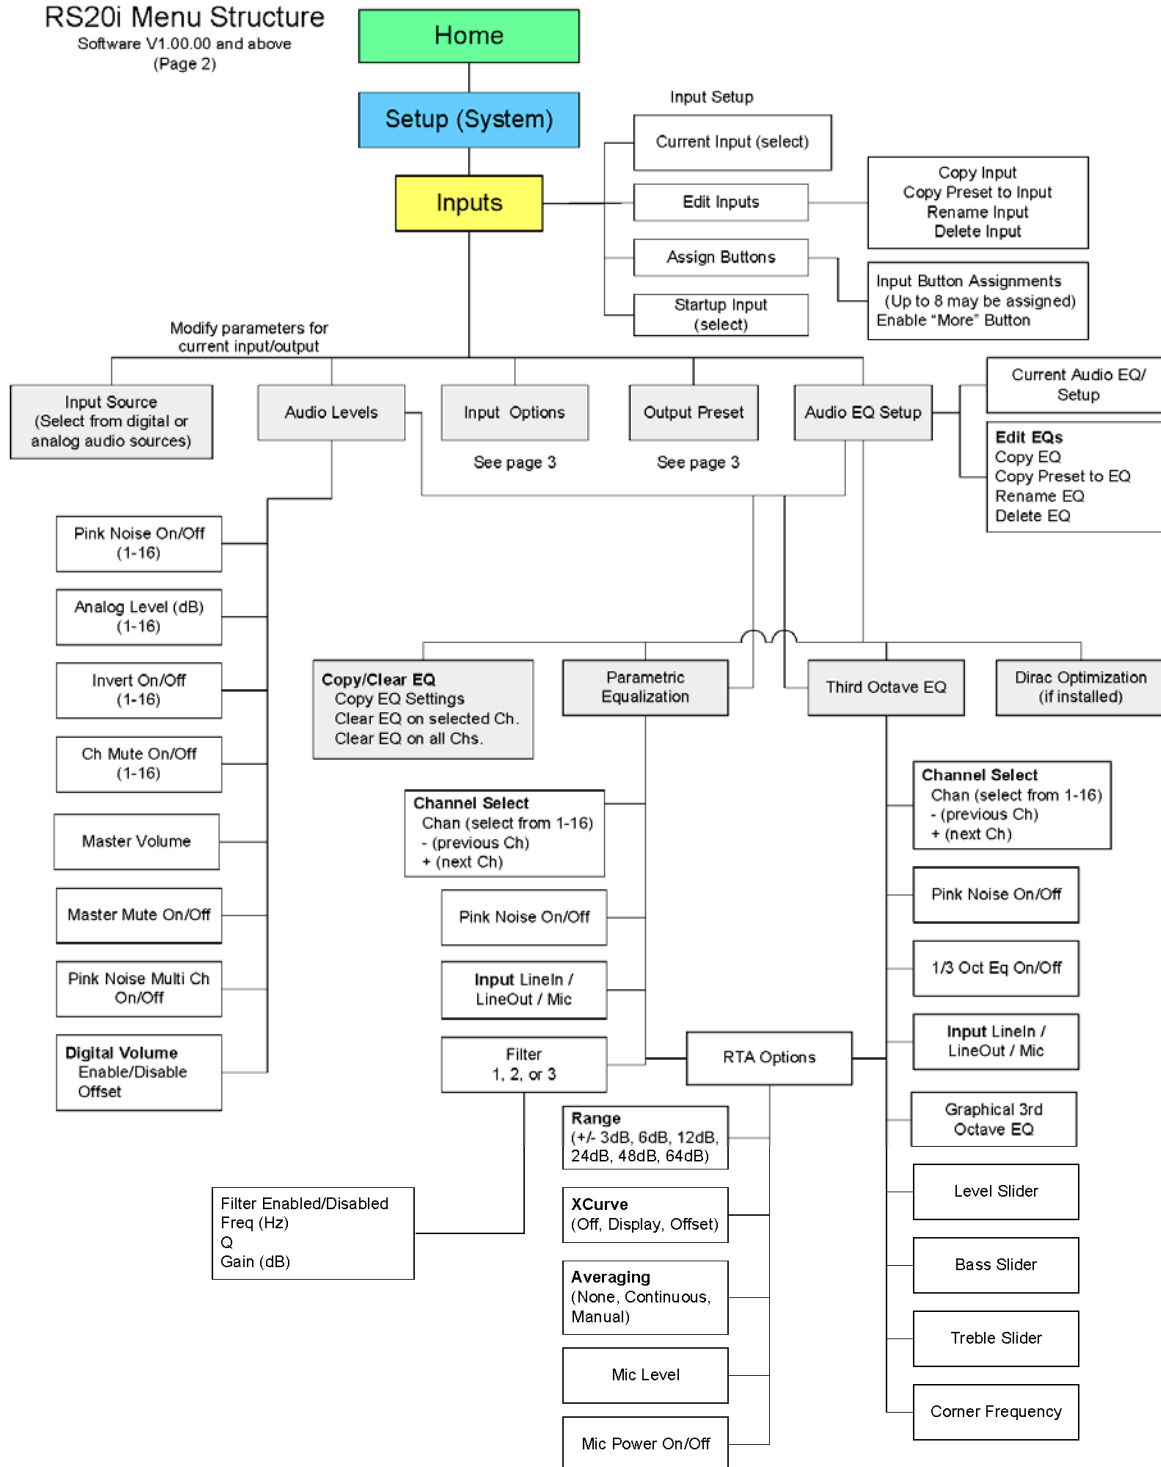 RS20i Menu Structure
Software V1.00.00 and above
(Page 2)
Home
Setup (System)
Inputs
Input Setup
Current Input (select)
Edit Inputs
Copy Input
Copy Preset to Input
Rename Input
Delete Input
Assign Buttons
Input Button Assignments
(Up to 8 may be assigned)
Enable “More” Button
Startup Input
(select)
Modify parameters for
current input/output
Input Source
(Select from digital or
analog audio sources)
Audio Levels
Input Options
See page 3
Output Preset
See page 3
Audio EQ Setup
Current Audio EQ/
Setup
Edit EQs
Copy EQ
Copy Preset to EQ
Rename EQ
Delete EQ
Pink Noise On/Off
(1-16)
Analog Level (dB)
(1-16)
Invert On/Off
(1-16)
Ch Mute On/Off
(1-16)
Master Volume
Master Mute On/Off
Pink Noise Multi Ch
On/Off
Digital Volume
Enable/Disable
Offset
Copy/Clear EQ
Copy EQ Settings
Clear EQ on selected Ch.
Clear EQ on all Chs.
Parametric
Equalization
Third Octave EQ
Dirac Optimization
(if installed)
Channel Select
Chan (select from 1-16)
- (previous Ch)
+ (next Ch)
Pink Noise On/Off
Input LineIn /
LineOut / Mic
Filter
1, 2, or 3
Filter Enabled/Disabled
Freq (Hz)
Q
Gain (dB)
RTA Options
Range
(+/- 3dB, 6dB, 12dB,
24dB, 48dB, 64dB)
XCurve
(Off, Display, Offset)
Averaging
(None, Continuous,
Manual)
Mic Level
Mic Power On/Off
Channel Select
Chan (select from 1-16)
- (previous Ch)
+ (next Ch)
Pink Noise On/Off
1/3 Oct Eq On/Off
Input LineIn /
LineOut / Mic
Graphical 3rd
Octave EQ
Level Slider
Bass Slider
Treble Slider
Corner Frequency